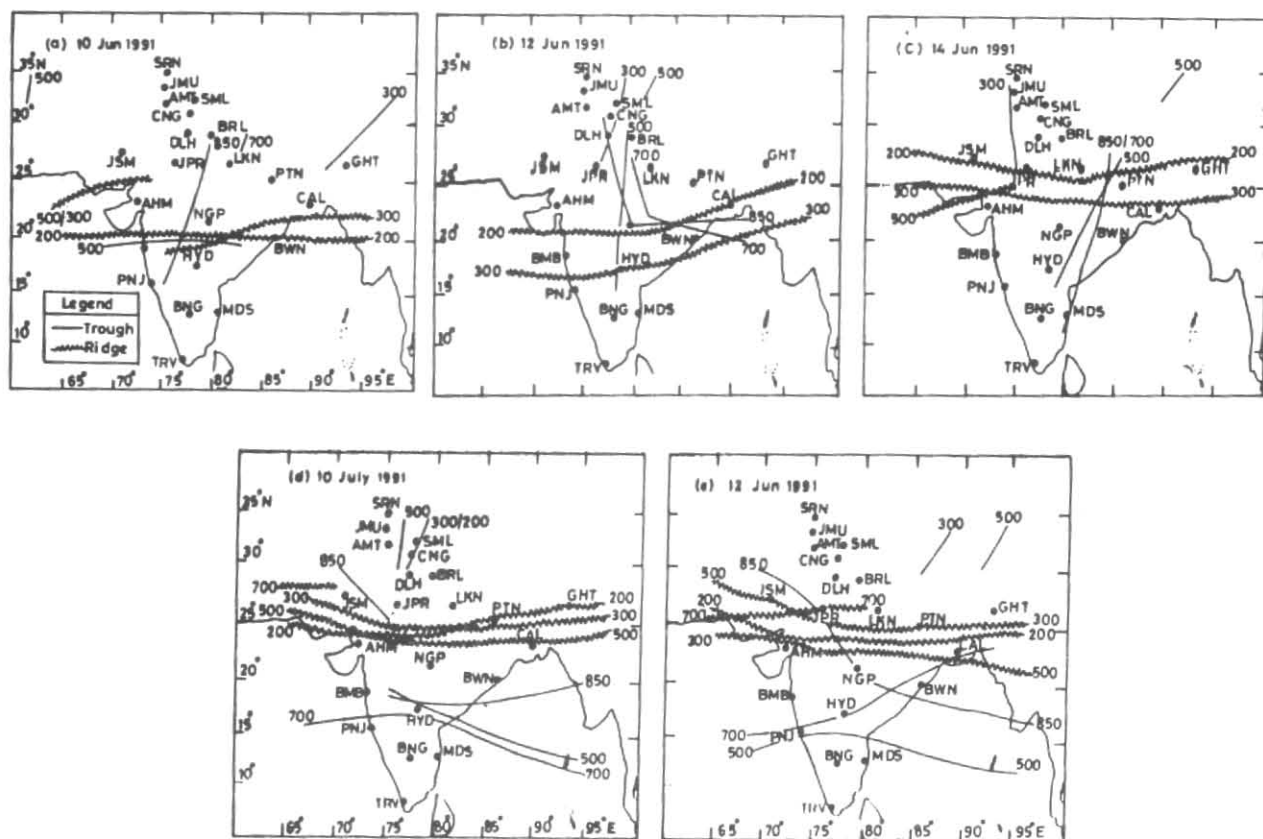 (a) 10 Jun 1991
35°N
500
30°
25°
20°
15°
10°
SRN
JMU
AMT
SML
CNG
DLH
BRL
850/700
JSM
JPR
LKN
PTN
GHT
300
500/300
AHM
NGP
CAL
300
200
500
200
HYD
BWN
PNJ
BNG
MDS
TRV
Legend
Trough
Ridge
65°
70°
75°
80°
85°
90°
95°E
(b) 12 Jun 1991
35N
30°
25°
20°
15°
10°
SRN
300
500
JMU
AMT
SML
CNG
DLH
500
BRL
700
JSM
JPR
LKN
PTN
GHT
AHM
CAL
200
200
850
300
BWN
700
BMB
HYD
300
PNJ
BNG
MDS
TRV
(C) 14 Jun 1991
SRN
300
JMU
AMT
SML
CNG
DLH
BRL
500
850/700
500
200
JSM
LKN
200
JPR
PTN
GHT
300
300
500
AHM
CAL
NGP
BMB
HYD
PNJ
BNG
MDS
TRV
(d) 10 July 1991
35°N
30°
25°
20°
15°
10°
SRN
500
300/200
JMU
AMT
SML
CNG
850
DLH
BRL
700
JSM
JPR
LKN
GHT
300
PTN
200
500
300
200
500
AHM
CAL
NGP
BWN
BMB
850
HYD
700
PNJ
BNG
MDS
500
700
TRV
65°
70°
75°
80°
85°
90°
95°E
(e) 12 Jun 1991
SRN
300
500
JMU
AMT
SML
CNG
850
DLH
BRL
500
JSM
700
200
JPR
LKN
PTN
GHT
700
300
200
300
AHM
CAL
500
NGP
BWN
BMB
HYD
850
700
PNJ
500
BNG
MDS
500
TRV
65°
70°
75°
80°
85°
90°
95°E